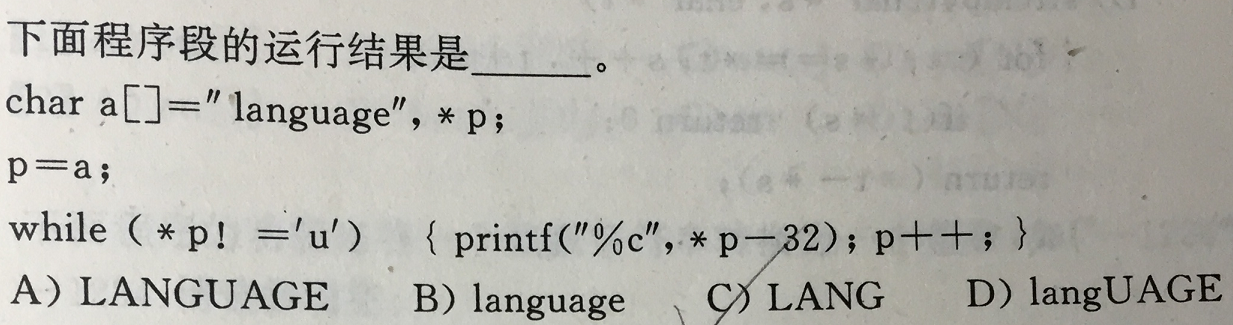 下面程序段的运行结果是______。
char a[]="language", * p;
p=a;
while ( * p! ='u') { printf("%c", * p-32); p++; }
A) LANGUAGE B) language C) LANG D) langUAGE